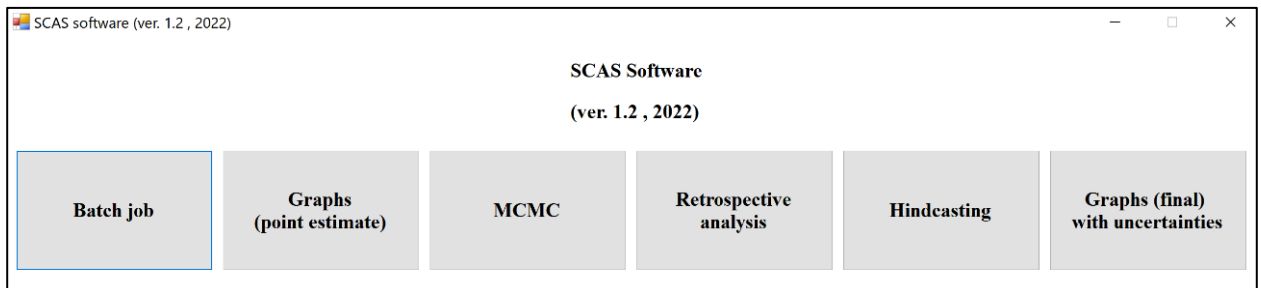 SCAS software (ver. 1.2 , 2022)
SCAS Software
(ver. 1.2 , 2022)
Batch job
Graphs
(point estimate)
MCMC
Retrospective
analysis
Hindcasting
Graphs (final)
with uncertainties